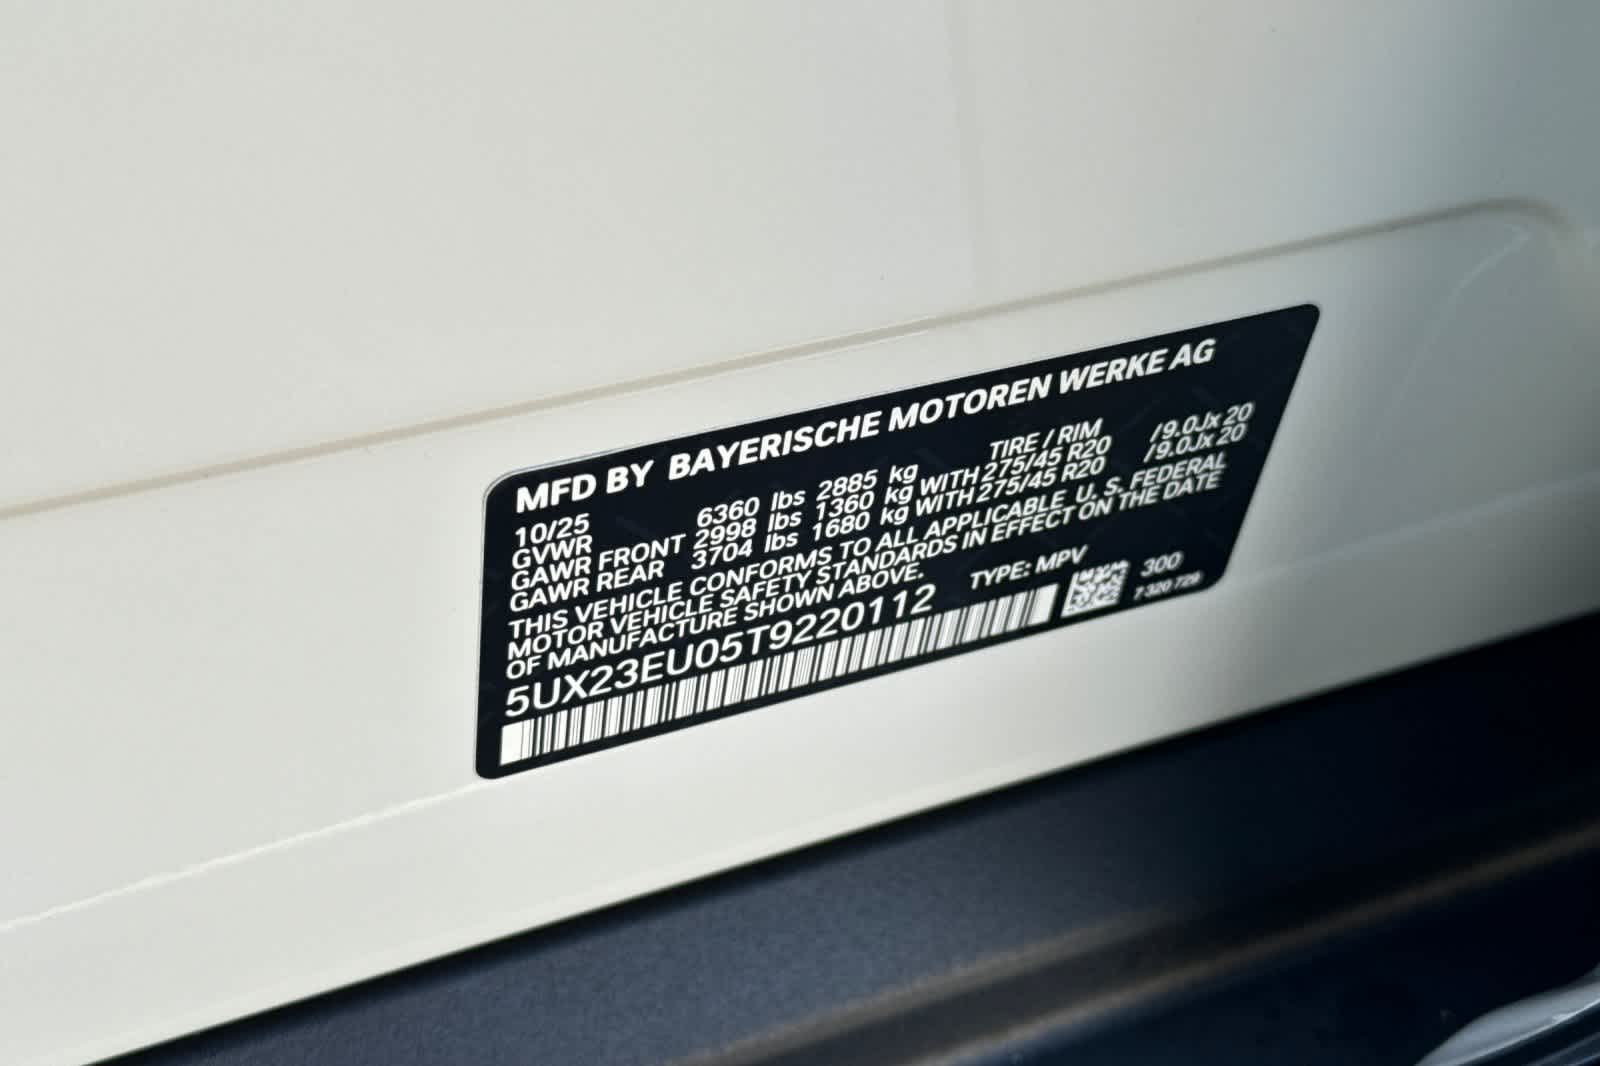 MFD BY BAYERISCHE MOTOREN WERKE AG
10/25 TIRE / RIM
GVWR 6360 lbs 2885 kg
GAWR FRONT 2998 lbs 1360 kg WITH 275/45 R20 /9.0Jx 20
GAWR REAR 3704 lbs 1680 kg WITH 275/45 R20 /9.0Jx 20
THIS VEHICLE CONFORMS TO ALL APPLICABLE U. S. FEDERAL
MOTOR VEHICLE SAFETY STANDARDS IN EFFECT ON THE DATE
OF MANUFACTURE SHOWN ABOVE.
5UX23EU05T9220112 TYPE: MPV 300
7 320 729